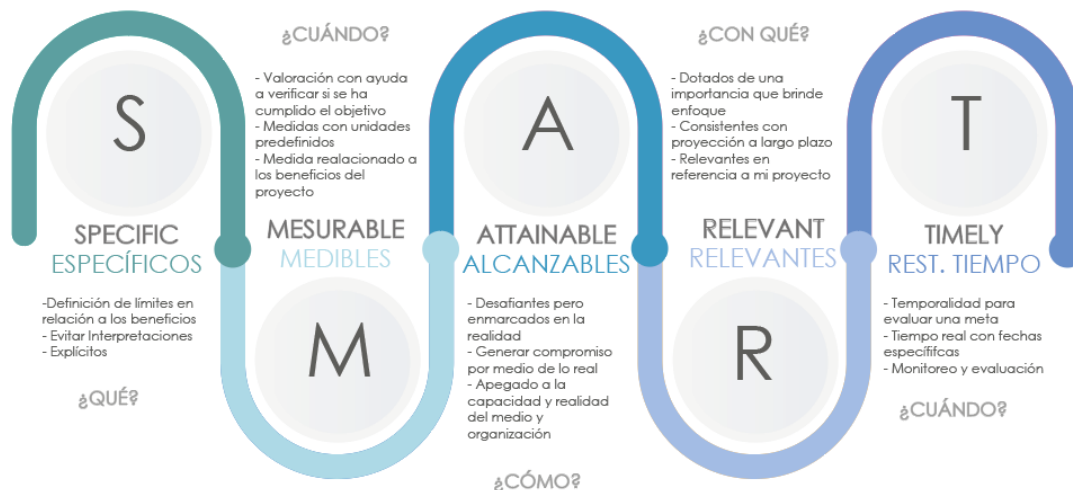 S
SPECIFIC
ESPECÍFICOS
-Definición de límites en
relación a los beneficios
- Evitar Interpretaciones
- Explícitos
¿QUÉ?
¿CUÁNDO?
- Valoración con ayuda
a verificar si se ha
cumplido el objetivo
- Medidas con unidades
predefinidos
- Medida realacionado a
los beneficios del
proyecto
MESURABLE
MEDIBLES
M
A
ATTAINABLE
ALCANZABLES
- Desafiantes pero
enmarcados en la
realidad
- Generar compromiso
por medio de lo real
- Apegado a la
capacidad y realidad
del medio y
organización
¿CÓMO?
¿CON QUÉ?
- Dotados de una
importancia que brinde
enfoque
- Consistentes con
proyección a largo plazo
- Relevantes en
referencia a mi proyecto
RELEVANT
RELEVANTES
R
T
TIMELY
REST. TIEMPO
- Temporalidad para
evaluar una meta
- Tiempo real con fechas
específifcas
- Monitoreo y evaluación
¿CUÁNDO?